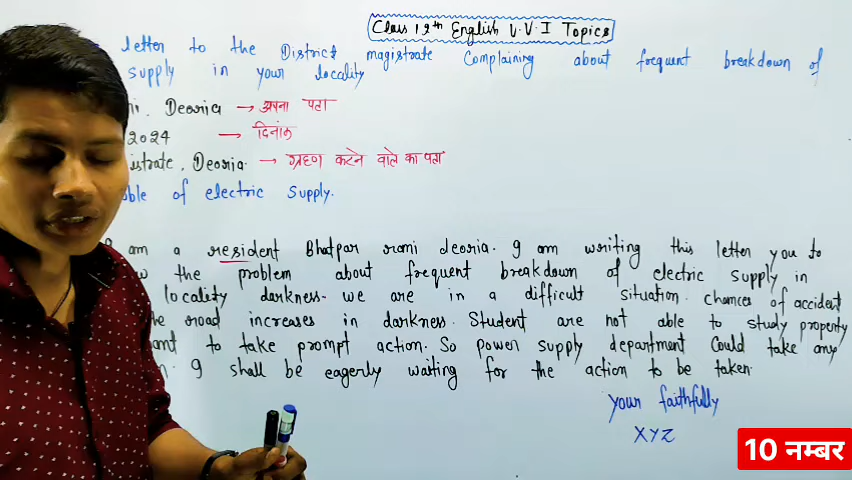 Class 12th English V.V.I Topics
letter to the District magistrate Complaining about frequent breakdown of
supply in your locality
Deoria → अपना पता
2024 → दिनांक
istrate, Deoria → ग्रहण करने वाले का पता
of electric Supply.
am a resident Bhatpar rani deoria. I am writing this letter you to
the problem about frequent breakdown of electric supply in
locality darkness. we are in a difficult situation. chances of accident
road increases in darkness. Student are not able to study property
to take prompt action. So power supply department Could take any
I shall be eagerly waiting for the action to be taken.
your faithfully
XYZ
10 नम्बर